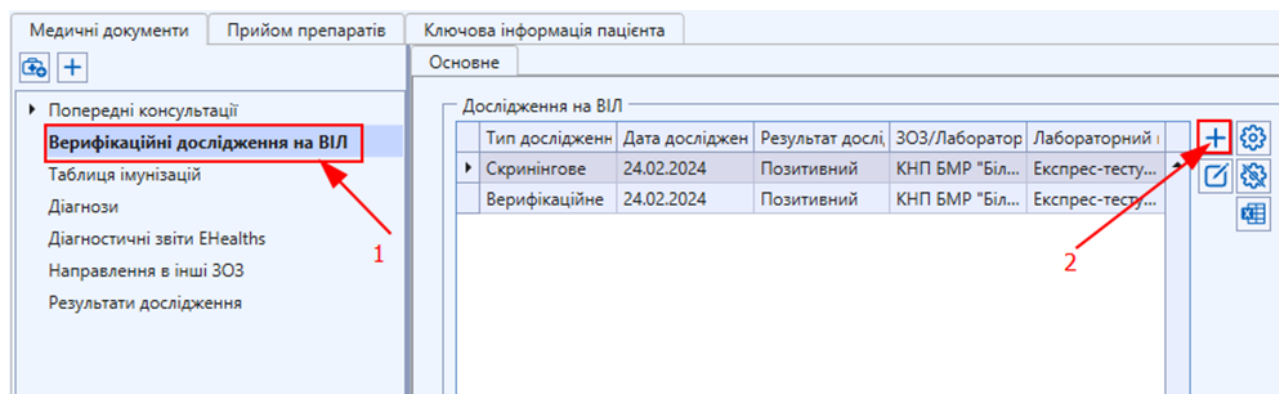 Медичні документи Прийом препаратів Ключова інформація пацієнта
Основне
Попередні консультації
Верифікаційні дослідження на ВІЛ
Таблиця імунізацій
Діагнози
Діагностичні звіти EHealths
Направлення в інші ЗОЗ
Результати дослідження
1
Дослідження на ВІЛ
Тип дослідженн Дата досліджен Результат дослі, ЗОЗ/Лаборатор Лабораторний
Скринінгове 24.02.2024 Позитивний КНП БМР "Біл... Експрес-тесту...
Верифікаційне 24.02.2024 Позитивний КНП БМР "Біл... Експрес-тесту...
2